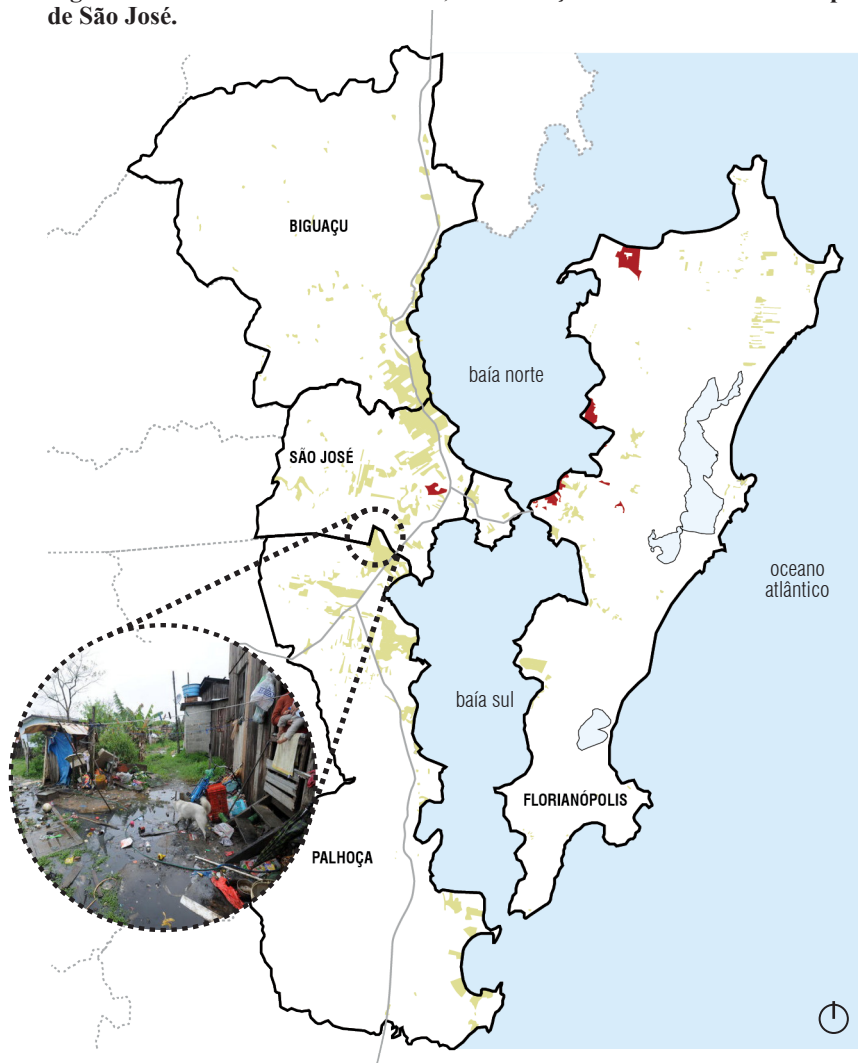 de São José.
BIGUAÇU
baía norte
SÃO JOSÉ
oceano
atlântico
baía sul
FLORIANÓPOLIS
PALHOÇA